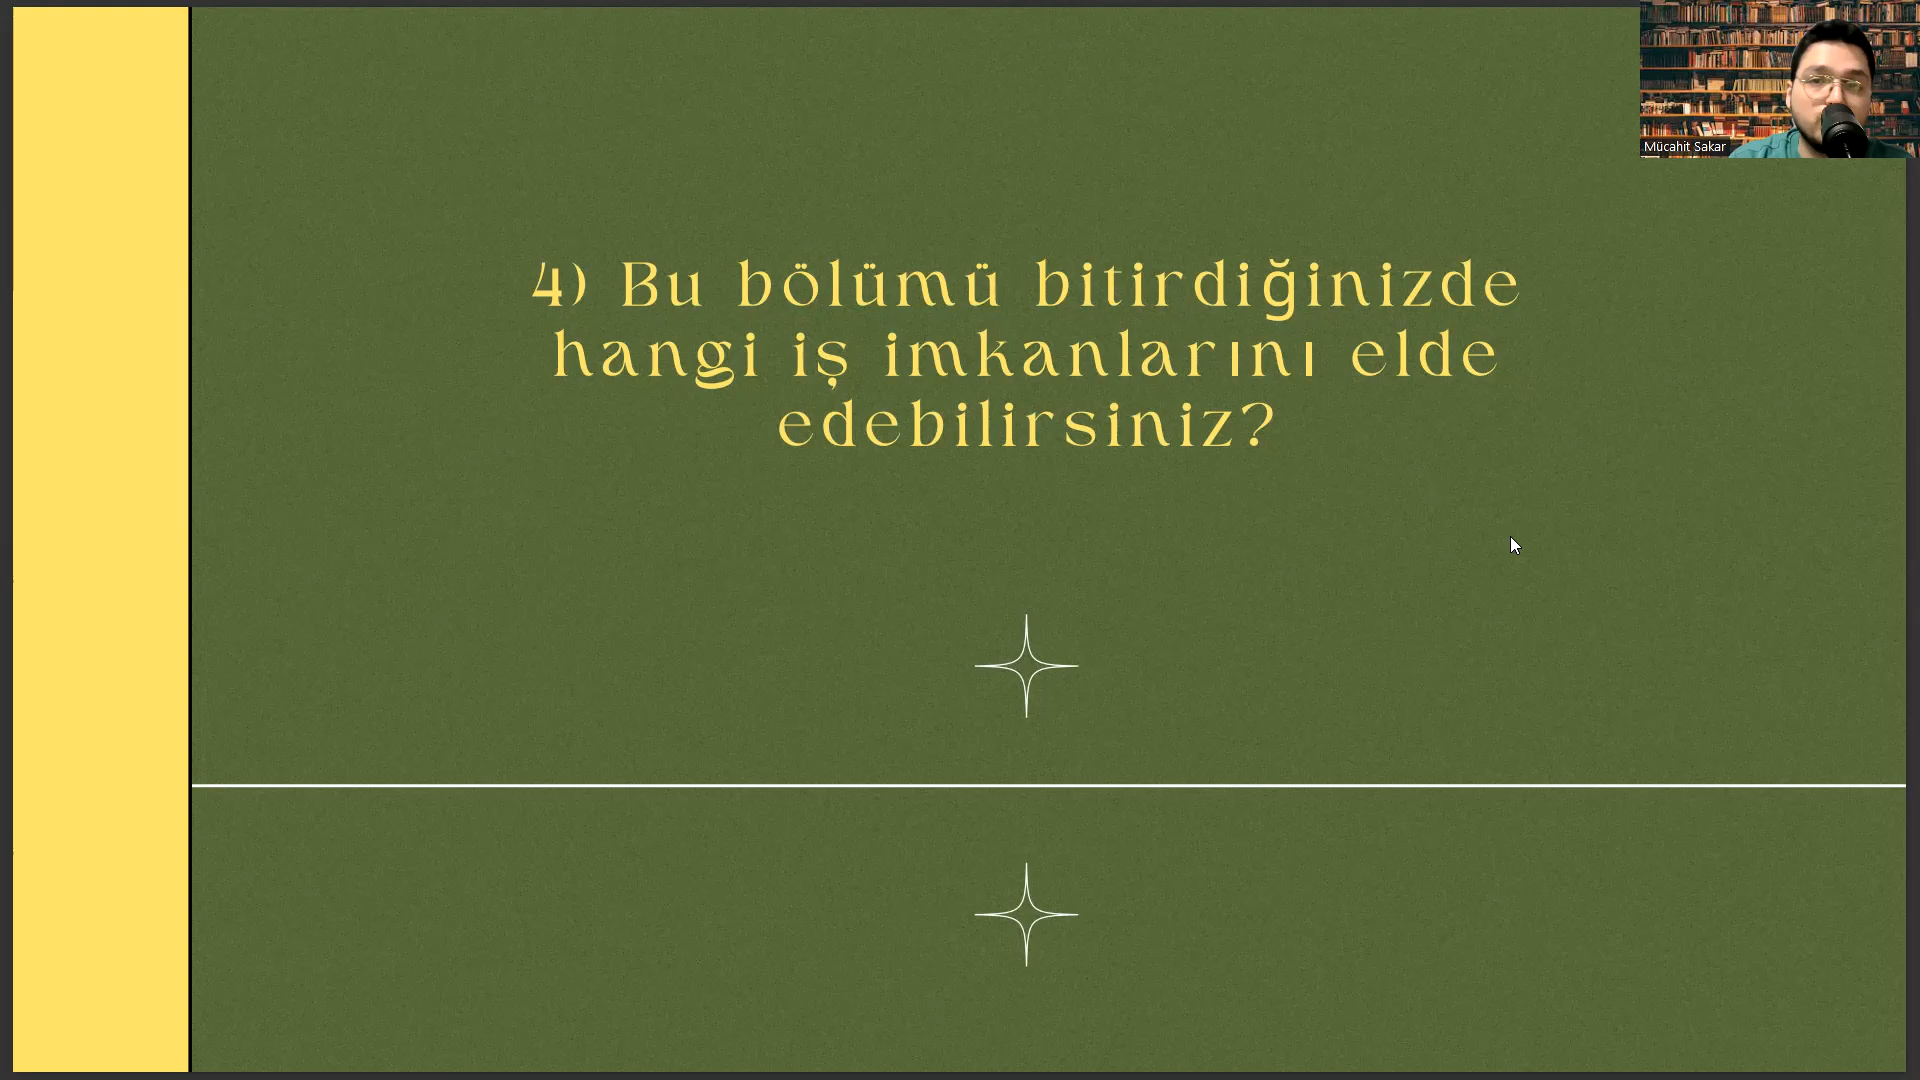 Mücahit Sakar
4) Bu bölümü bitirdiğinizde
hangi iş imkanlarını elde
edebilirsiniz?